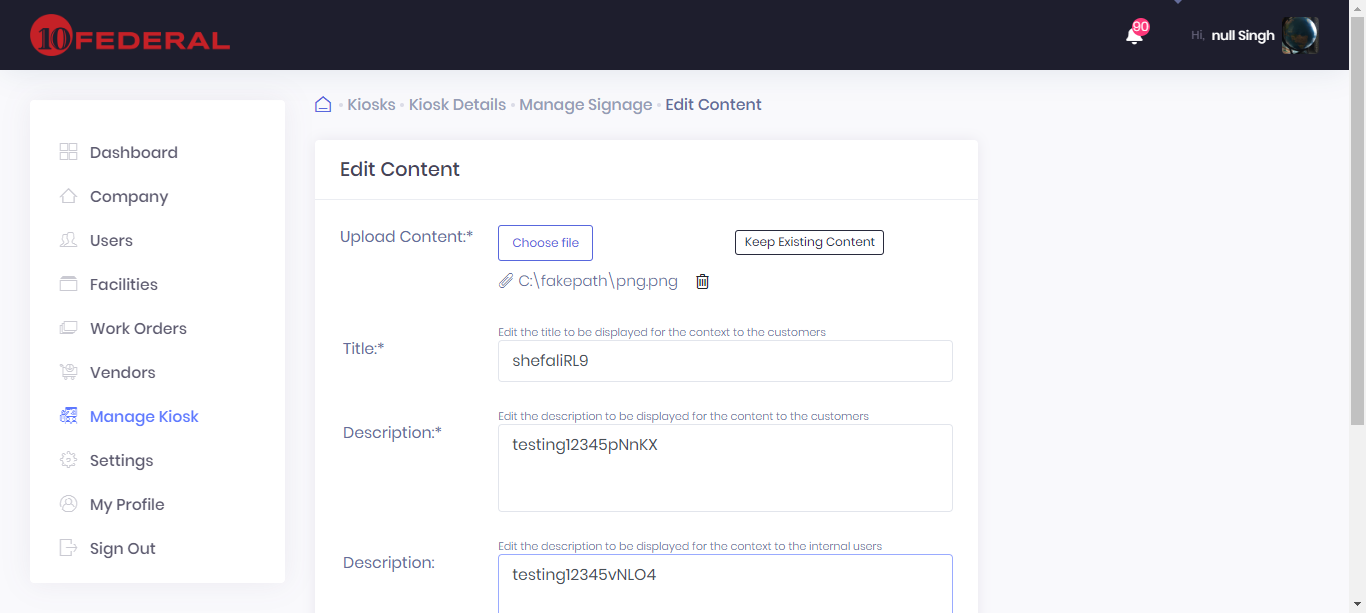 10 FEDERAL
90
Hi, null Singh
Kiosks • Kiosk Details • Manage Signage • Edit Content
Dashboard
Company
Users
Facilities
Work Orders
Vendors
Manage Kiosk
Settings
My Profile
Sign Out
Edit Content
Upload Content:*
Choose file
Keep Existing Content
C:\fakepath\png.png
Edit the title to be displayed for the context to the customers
Title:*
shefaliRL9
Edit the description to be displayed for the content to the customers
Description:*
testing12345pNnKX
Edit the description to be displayed for the context to the internal users
Description:
testing12345vNLO4